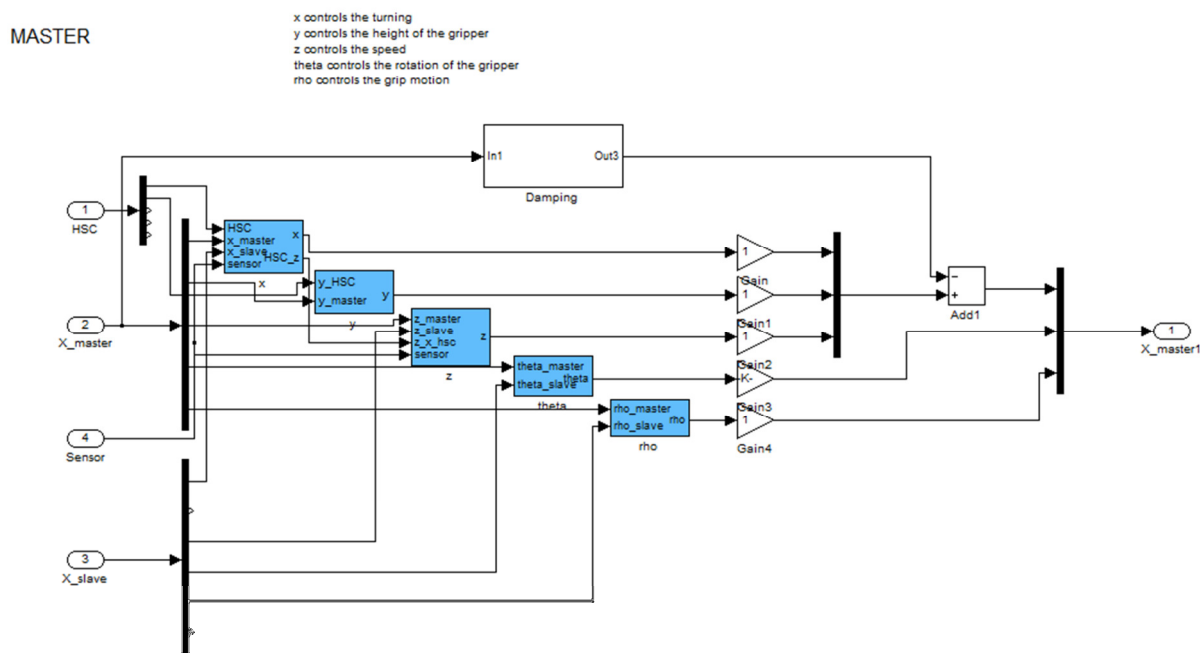 x controls the turning
y controls the height of the gripper
z controls the speed
theta controls the rotation of the gripper
rho controls the grip motion
MASTER
In1
Out3
Damping
1
HSC
HSC
x_master
x_slave
sensor
x
HSC_z
x
y_HSC
y_master
y
y
z_master
z_slave
z_x_hsc
sensor
z
z
theta_master
theta_slave
theta
theta
rho_master
rho_slave
rho
rho
1
Gain
1
Gain1
1
Gain2
-K-
Gain3
1
Gain4
−
+
Add1
1
X_master1
2
X_master
4
Sensor
3
X_slave